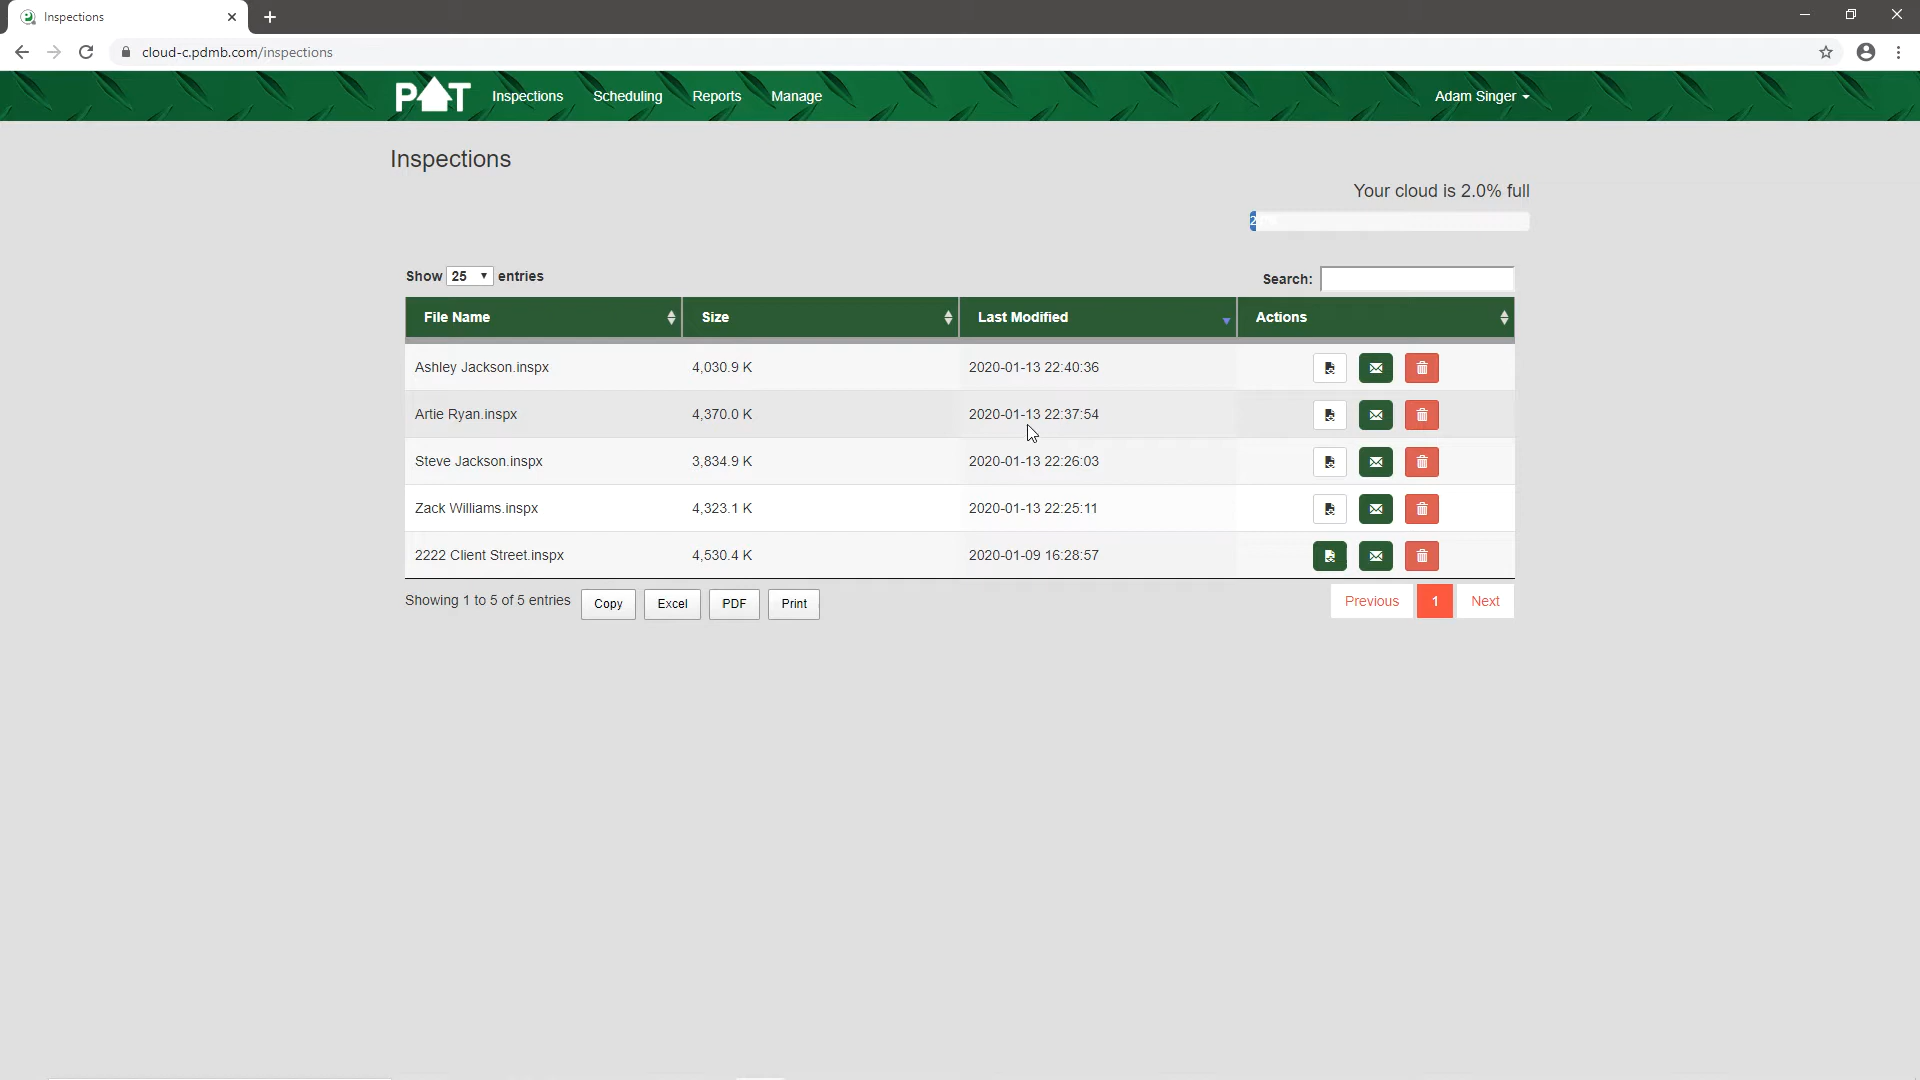 Inspections
cloud-c.pdmb.com/inspections
PAT Inspections Scheduling Reports Manage Adam Singer
Inspections
Your cloud is 2.0% full
2
Show 25 entries Search:
File Name Size Last Modified Actions
Ashley Jackson.inspx 4,030.9 K 2020-01-13 22:40:36
Artie Ryan.inspx 4,370.0 K 2020-01-13 22:37:54
Steve Jackson.inspx 3,834.9 K 2020-01-13 22:26:03
Zack Williams.inspx 4,323.1 K 2020-01-13 22:25:11
2222 Client Street.inspx 4,530.4 K 2020-01-09 16:28:57
Showing 1 to 5 of 5 entries Copy Excel PDF Print Previous 1 Next